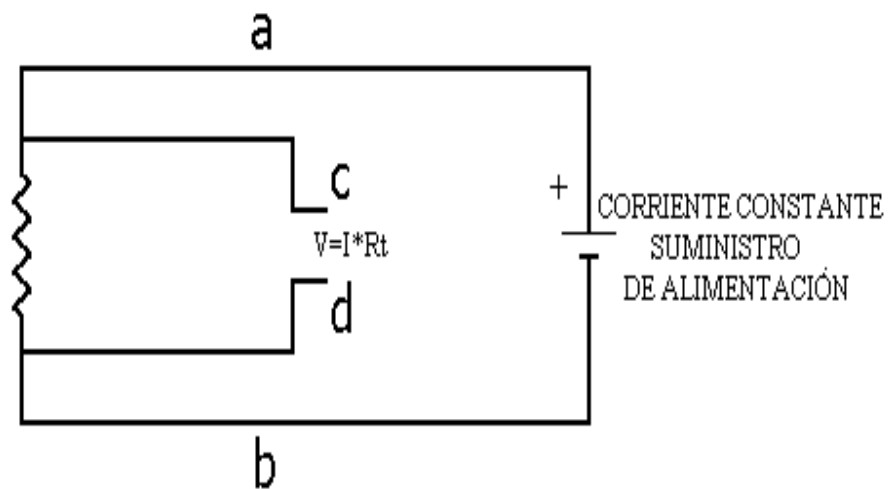 a
c
+
CORRIENTE CONSTANTE
V=I*Rt
SUMINISTRO
DE ALIMENTACIÓN
d
b